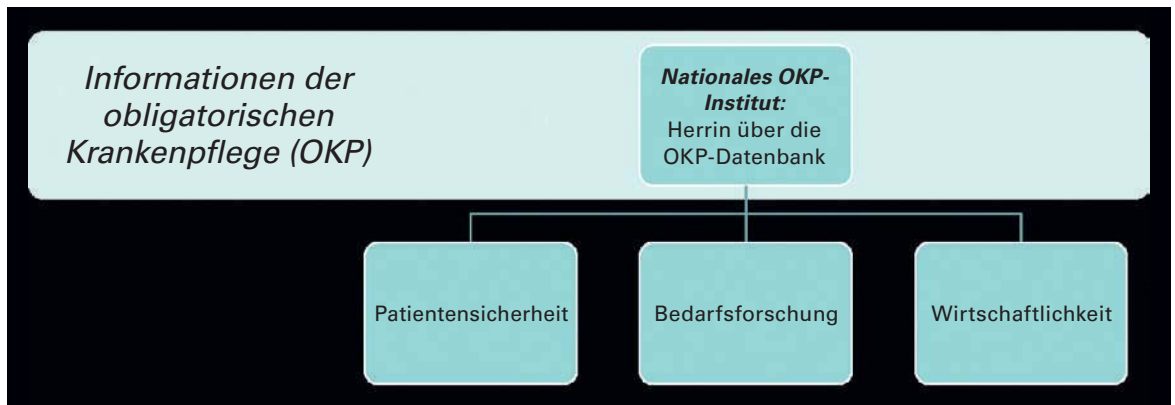 Informationen der
obligatorischen
Krankenpflege (OKP)
Nationales OKP-
Institut:
Herrin über die
OKP-Datenbank
Patientensicherheit
Bedarfsforschung
Wirtschaftlichkeit